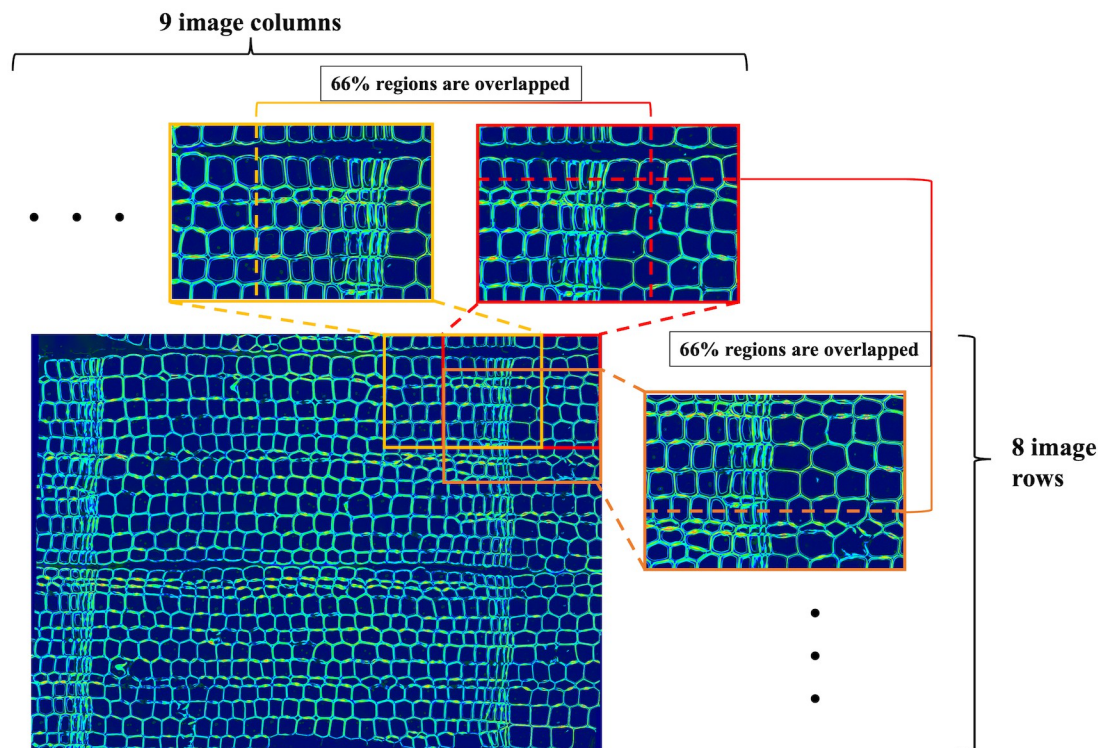 9 image columns
66% regions are overlapped
66% regions are overlapped
8 image
rows